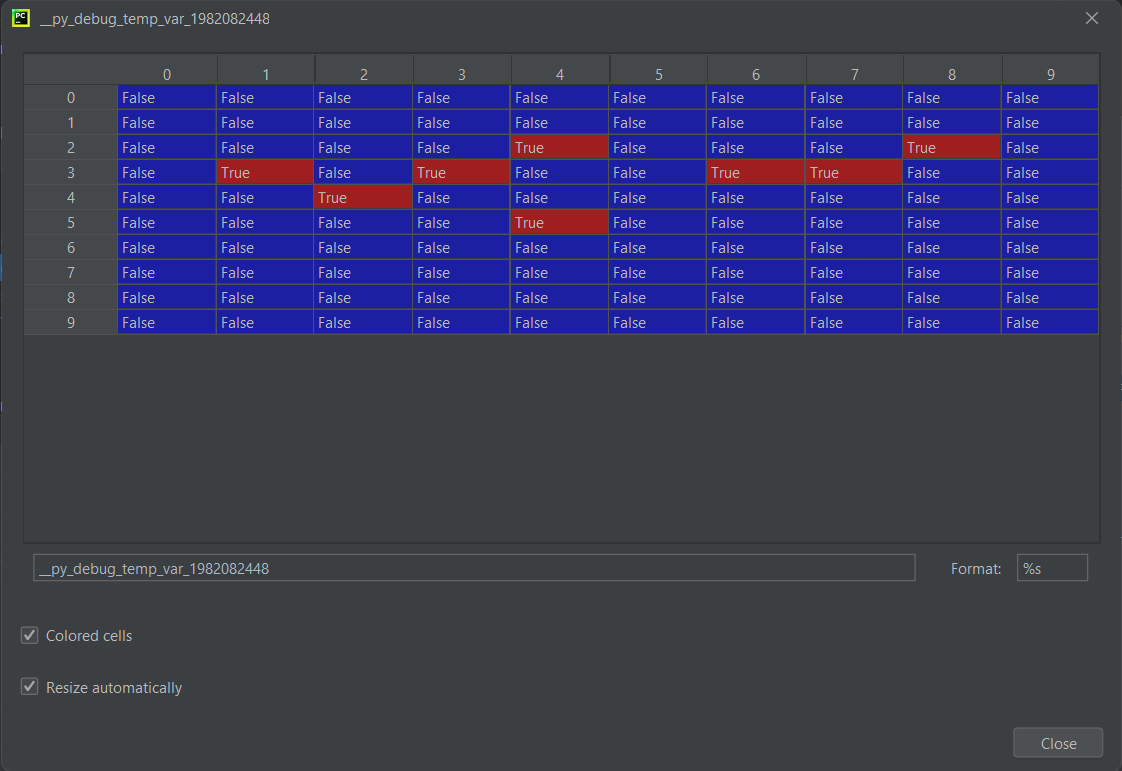 PC __py_debug_temp_var_1982082448
0 1 2 3 4 5 6 7 8 9
0 False False False False False False False False False False
1 False False False False False False False False False False
2 False False False False True False False False True False
3 False True False True False False True True False False
4 False False True False False False False False False False
5 False False False False True False False False False False
6 False False False False False False False False False False
7 False False False False False False False False False False
8 False False False False False False False False False False
9 False False False False False False False False False False
__py_debug_temp_var_1982082448 Format: %s
Colored cells
Resize automatically
Close